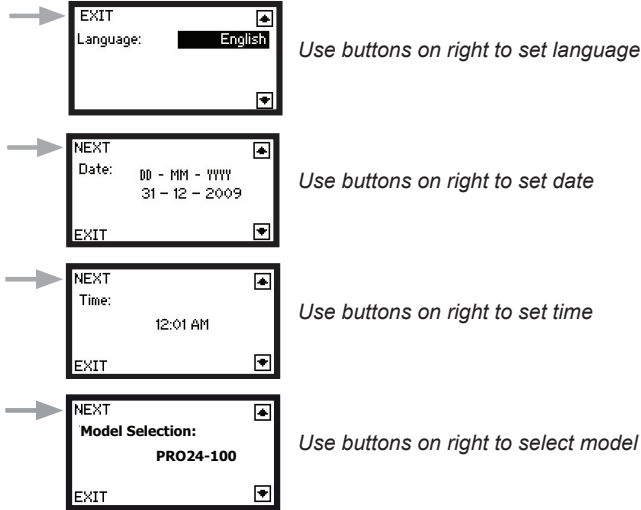 EXIT
Language: English
Use buttons on right to set language
NEXT
Date:
DD - MM - YYYY
31 - 12 - 2009
Use buttons on right to set date
EXIT
NEXT
Time:
12:01 AM
Use buttons on right to set time
EXIT
NEXT
Model Selection:
PRO24-100
Use buttons on right to select model
EXIT